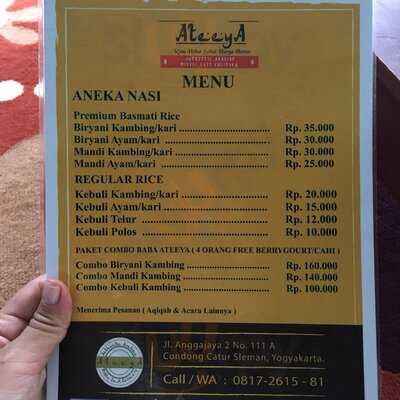 AteeyA
AUTHENTIC ARABIAN
MENU
ANEKA NASI
Premium Basmati Rice
Biryani Kambing/kari Rp. 35.000
Biryani Ayam/kari Rp. 30.000
Mandi Kambing/kari Rp. 30.000
Mandi Ayam/kari Rp. 25.000
REGULAR RICE
Kebuli Kambing/kari Rp. 20.000
Kebuli Ayam/kari Rp. 15.000
Kebuli Telur Rp. 12.000
Kebuli Polos Rp. 10.000
PAKET COMBO BABA ATEEYA ( 4 ORANG FREE BERRYGOURT/CAHI )
Combo Biryani Kambing Rp. 160.000
Combo Mandi Kambing Rp. 140.000
Combo Kebuli Kambing Rp. 100.000
Menerima Pesanan ( Aqiqah & Acara Lainnya )
Jl. Anggajaya 2 No. 111 A
Condong Catur Sleman, Yogyakarta.
Call / WA : 0817-2615 - 81
AteeyA